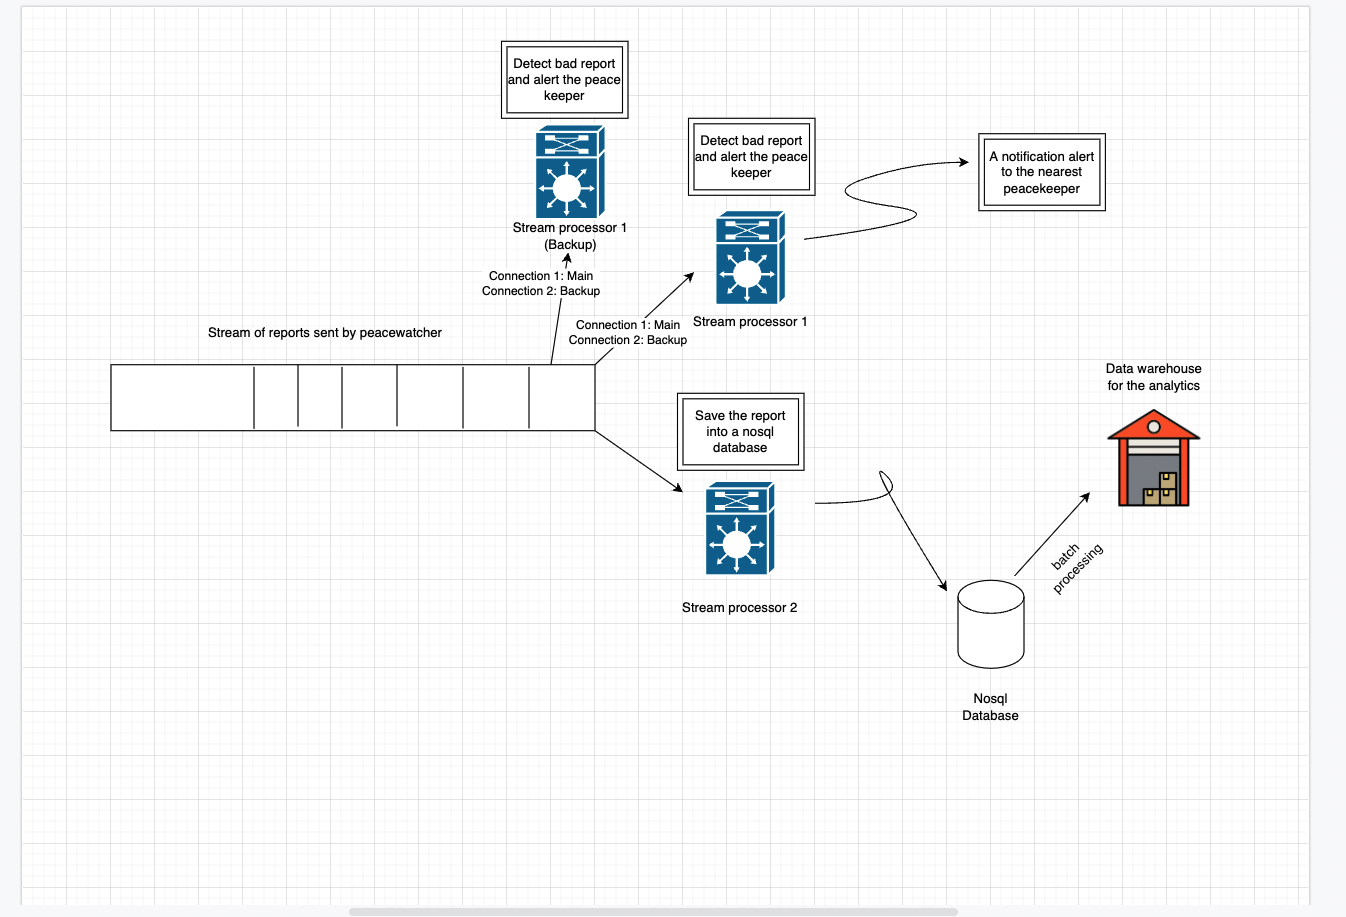 Detect bad report
and alert the peace
keeper
Stream processor 1
(Backup)
Connection 1: Main
Connection 2: Backup
Detect bad report
and alert the peace
keeper
Stream processor 1
Connection 1: Main
Connection 2: Backup
A notification alert
to the nearest
peacekeeper
Stream of reports sent by peacewatcher
Save the report
into a nosql
database
Stream processor 2
Data warehouse
for the analytics
batch
processing
Nosql
Database